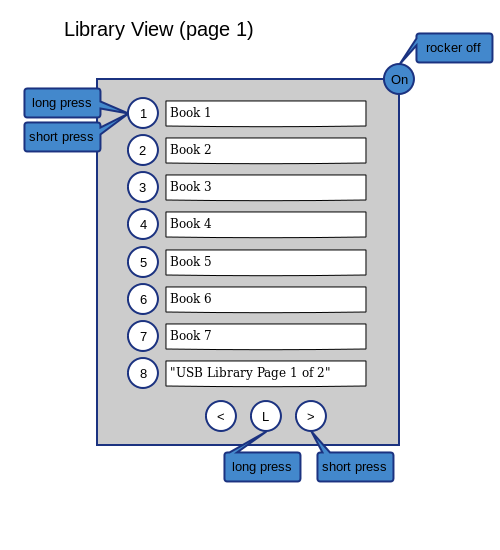 Library View (page 1)
rocker off
On
long press
short press
1 Book 1
2 Book 2
3 Book 3
4 Book 4
5 Book 5
6 Book 6
7 Book 7
8 "USB Library Page 1 of 2"
< L >
long press short press